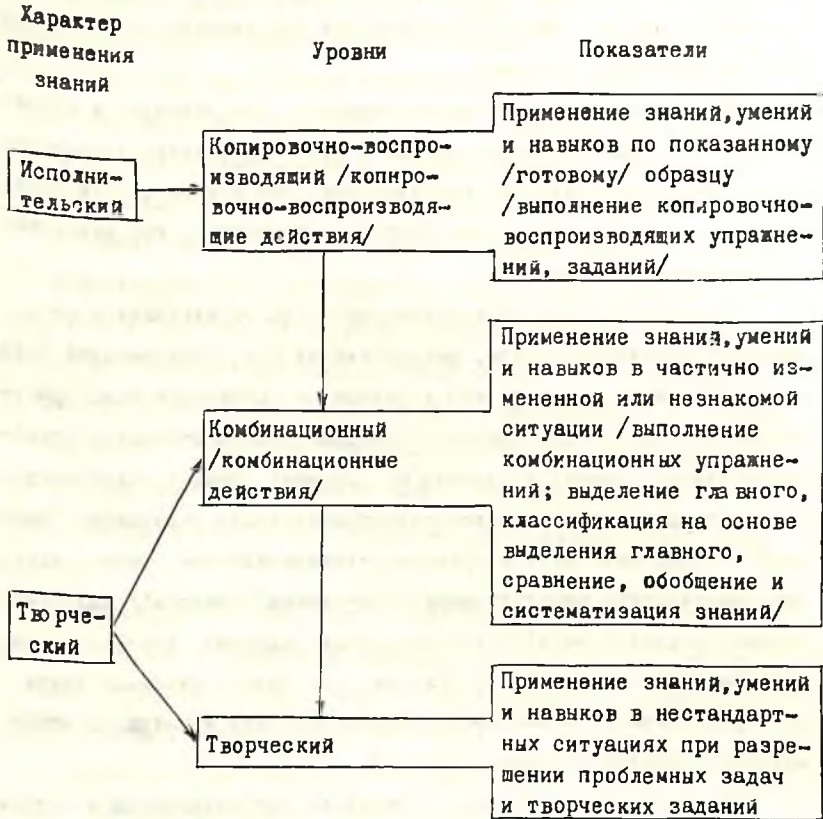 Характер
применения
знаний
Уровни
Показатели
Исполни-
тельский
Копировочно-воспро-
изводящий /копиро-
вочно-воспроизводя-
щие действия/
Применение знаний, умений
и навыков по показанному
/готовому/ образцу
/выполнение копировочно-
воспроизводящих упражне-
ний, заданий/
Комбинационный
/комбинационные
действия/
Применение знаний, умений
и навыков в частично из-
мененной или незнакомой
ситуации /выполнение
комбинационных упражне-
ний; выделение главного,
классификация на основе
выделения главного,
сравнение, обобщение и
систематизация знаний/
Творче-
ский
Творческий
Применение знаний, умений
и навыков в нестандарт-
ных ситуациях при разре-
шении проблемных задач
и творческих заданий